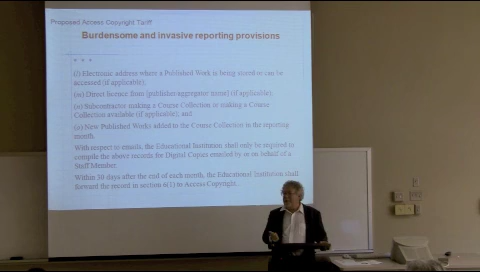 Proposed Access Copyright Tariff
Burdensome and invasive reporting provisions
• • •
Electronic address where a Published Work is being stored or can be
accessed (if applicable);
Direct licence from [publisher/aggregator name] (if applicable);
Subcontractor making a Course Collection or making a Course
Collection available (if applicable); and
New Published Works added to the Course Collection in the reporting
month.
With respect to emails, the Educational Institution shall only be required to
compile the above records for Digital Copies emailed by or on behalf of a
Staff Member.
Within 30 days after the end of each month, the Educational Institution shall
forward the record in section 6(1) to Access Copyright.